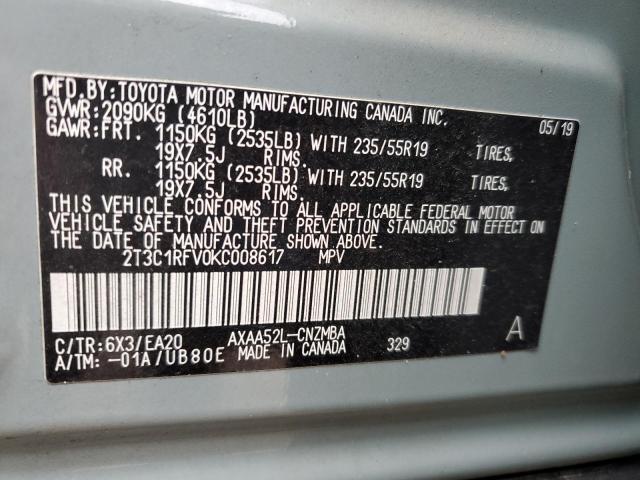 MFD.BY:TOYOTA MOTOR MANUFACTURING CANADA INC.
GVWR:2090KG (4610LB) 05/19
GAWR:FRT. 1150KG (2535LB) WITH 235/55R19 TIRES,
19X7.5J RIMS.
RR. 1150KG (2535LB) WITH 235/55R19 TIRES,
19X7.5J RIMS.
THIS VEHICLE CONFORMS TO ALL APPLICABLE FEDERAL MOTOR
VEHICLE SAFETY AND THEFT PREVENTION STANDARDS IN EFFECT ON
THE DATE OF MANUFACTURE SHOWN ABOVE.
2T3C1RFV0KC008617 MPV
C/TR:6X3/EA20 AXAA52L-CNZMBA A
A/TM:-01A/UB80E MADE IN CANADA 329